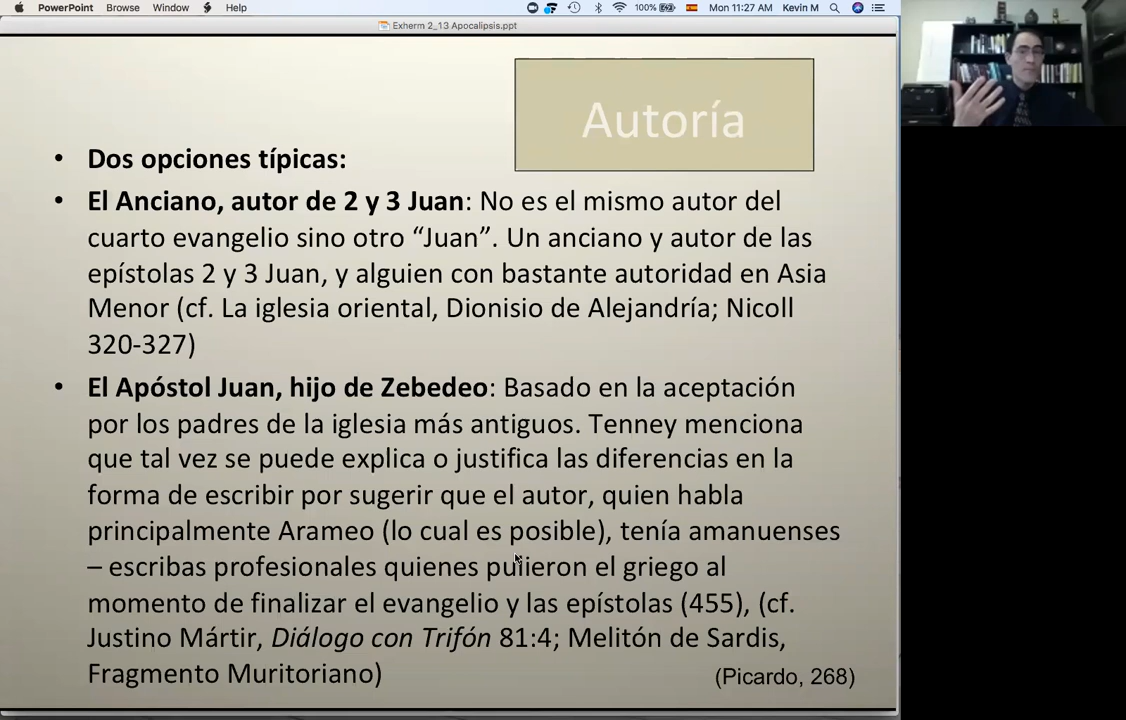 PowerPoint Browse Window Help 100% Mon 11:27 AM Kevin M
Exherm 2_13 Apocalipsis.ppt
Autoría
• Dos opciones típicas:
• El Anciano, autor de 2 y 3 Juan: No es el mismo autor del
cuarto evangelio sino otro “Juan”. Un anciano y autor de las
epístolas 2 y 3 Juan, y alguien con bastante autoridad en Asia
Menor (cf. La iglesia oriental, Dionisio de Alejandría; Nicoll
320-327)
• El Apóstol Juan, hijo de Zebedeo: Basado en la aceptación
por los padres de la iglesia más antiguos. Tenney menciona
que tal vez se puede explica o justifica las diferencias en la
forma de escribir por sugerir que el autor, quien habla
principalmente Arameo (lo cual es posible), tenía amanuenses
– escribas profesionales quienes pulieron el griego al
momento de finalizar el evangelio y las epístolas (455), (cf.
Justino Mártir, Diálogo con Trifón 81:4; Melitón de Sardis,
Fragmento Muritoriano)
(Picardo, 268)